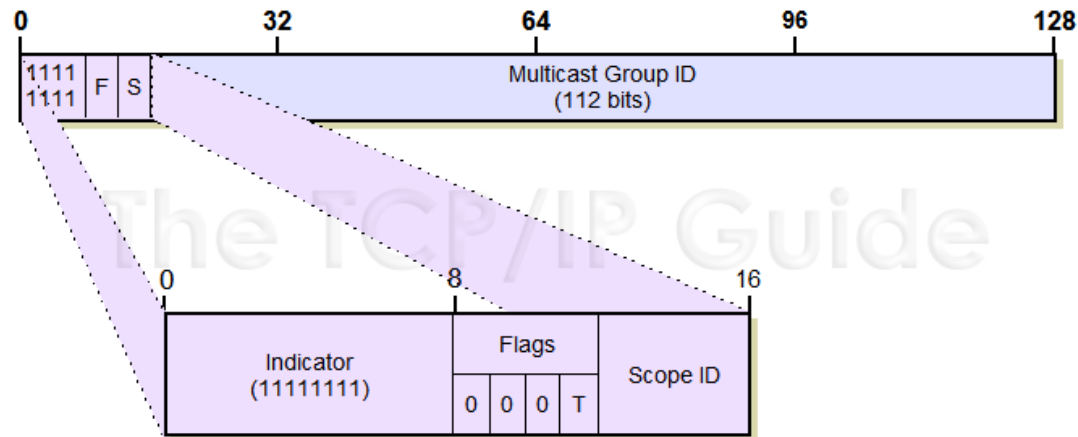 0 32 64 96 128
1111
1111
F S
Multicast Group ID
(112 bits)
The TCP/IP Guide
0 8 16
Indicator
(11111111)
Flags
0 0 0 T
Scope ID